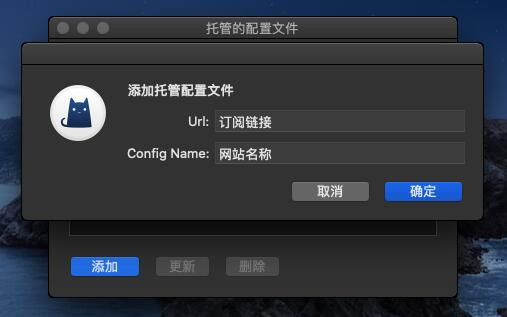 托管的配置文件
添加托管配置文件
Url: 订阅链接
Config Name: 网站名称
取消 确定
添加 更新 删除